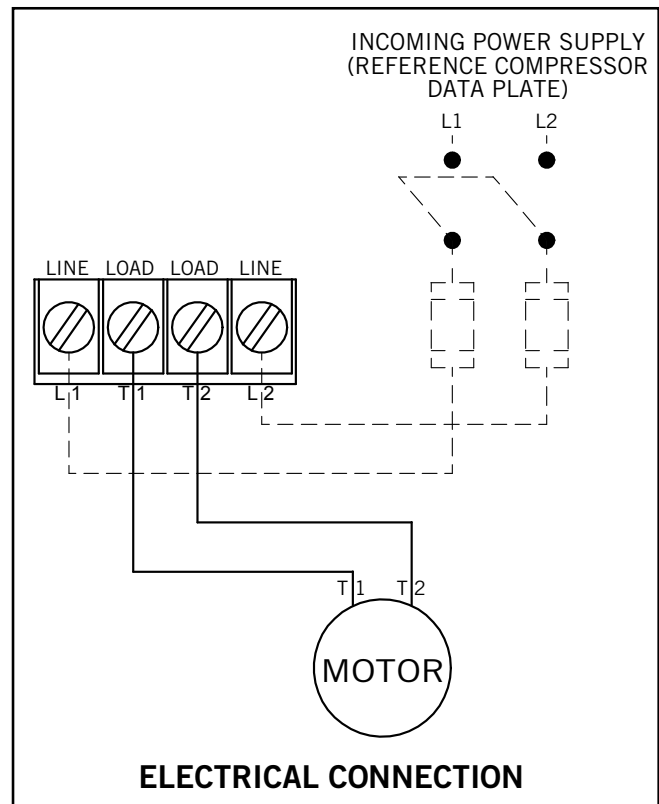 INCOMING POWER SUPPLY
(REFERENCE COMPRESSOR
DATA PLATE)
L1 L2
LINE LOAD LOAD LINE
L1 T1 T2 L2
T1 T2
MOTOR
ELECTRICAL CONNECTION